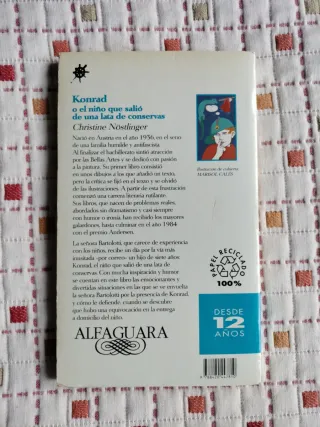 Konrad
o el niño que salió
de una lata de conservas
Christine Nöstlinger
Nació en Austria en el año 1936, en el seno
de una familia humilde y antifascista.
Al finalizar el bachillerato sintió atracción
por las Bellas Artes y se dedicó con pasión
a la pintura. Su primer libro consistió
en unos dibujos a los que añadió un texto,
pero la crítica se fijó en el texto y se olvidó
de las ilustraciones. A partir de esta frustración
comenzó una carrera literaria rutilante.
Sus libros, que nacen de problemas reales,
abordados sin dramatismo y casi siempre
con humor o ironía, han recibido los mayores
galardones, hasta culminar en el año 1984
con el premio Andersen.
La señora Bartolotti, que carece de experiencia
con los niños, recibe un día por la vía más
insólita -por correo- un hijo de siete años:
Konrad, el niño que salió de una lata de
conservas. Con mucha inspiración y humor
se cuentan en este libro las emocionantes y
divertidas situaciones en las que se ve envuelta
la señora Bartolotti por la presencia de Konrad,
y cómo le defiende, cuando se descubre
que hubo una equivocación en la entrega
a domicilio del niño.
ALFAGUARA
Ilustración de cubierta:
PAPEL RECICLADO
100%
DESDE
12
AÑOS